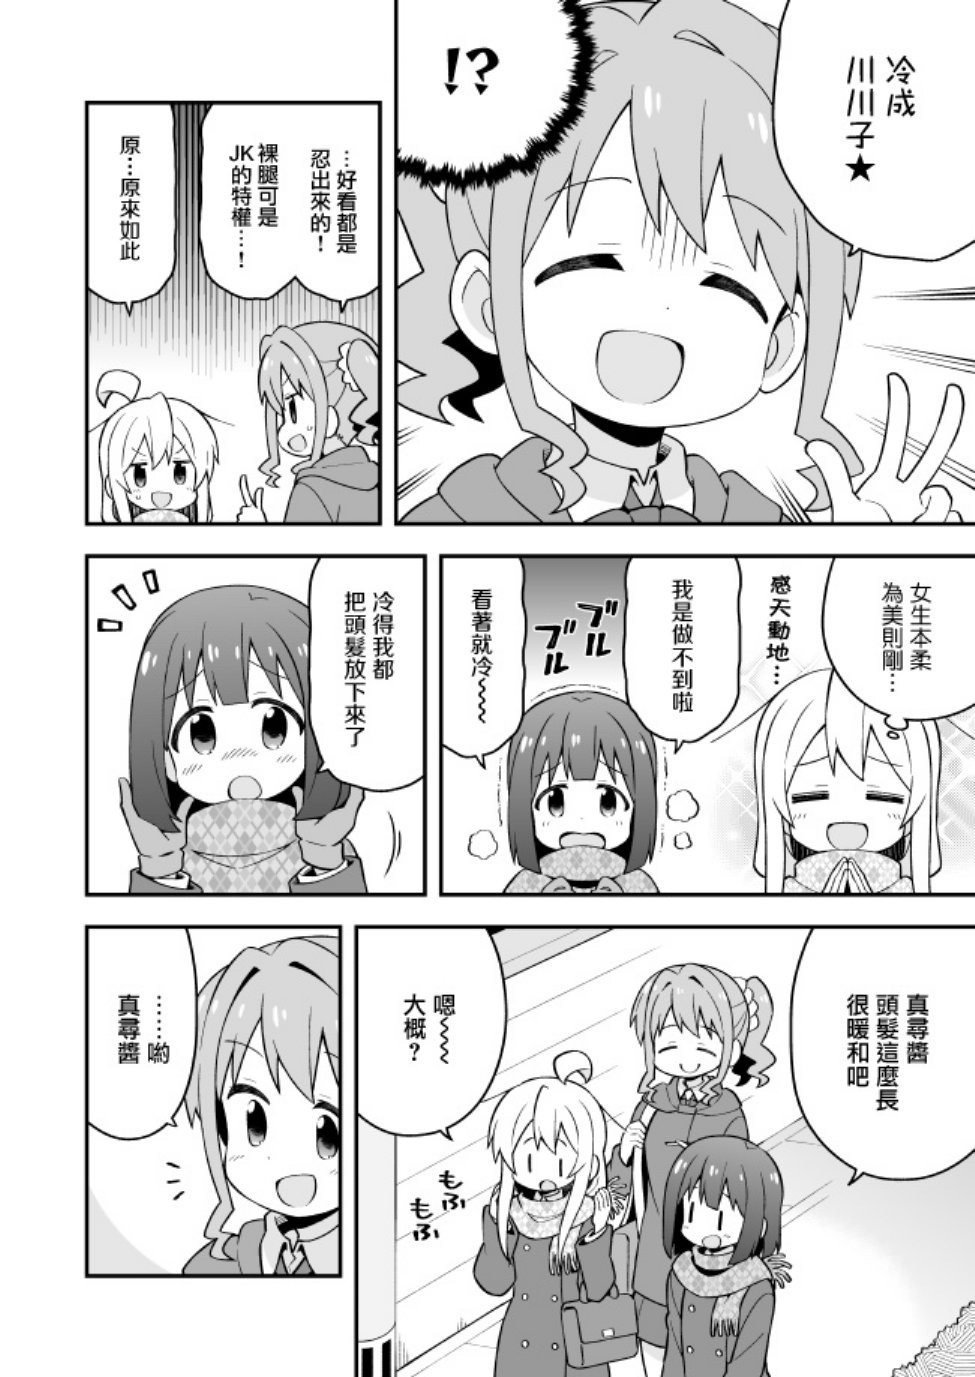 冷成
川川子★
!?
…好看都是
忍出來的！
裸腿可是
JK的特權…！
原…原來如此
女生本柔
為美則剛…
感天動地…
我是做不到啦
ブルブル
看著就冷~~~
冷得我都
把頭髮放下來了
真尋醬
頭髮這麼長
很暖和吧
嗯~~~
大概？
もふ
もふ
……喲
真尋醬